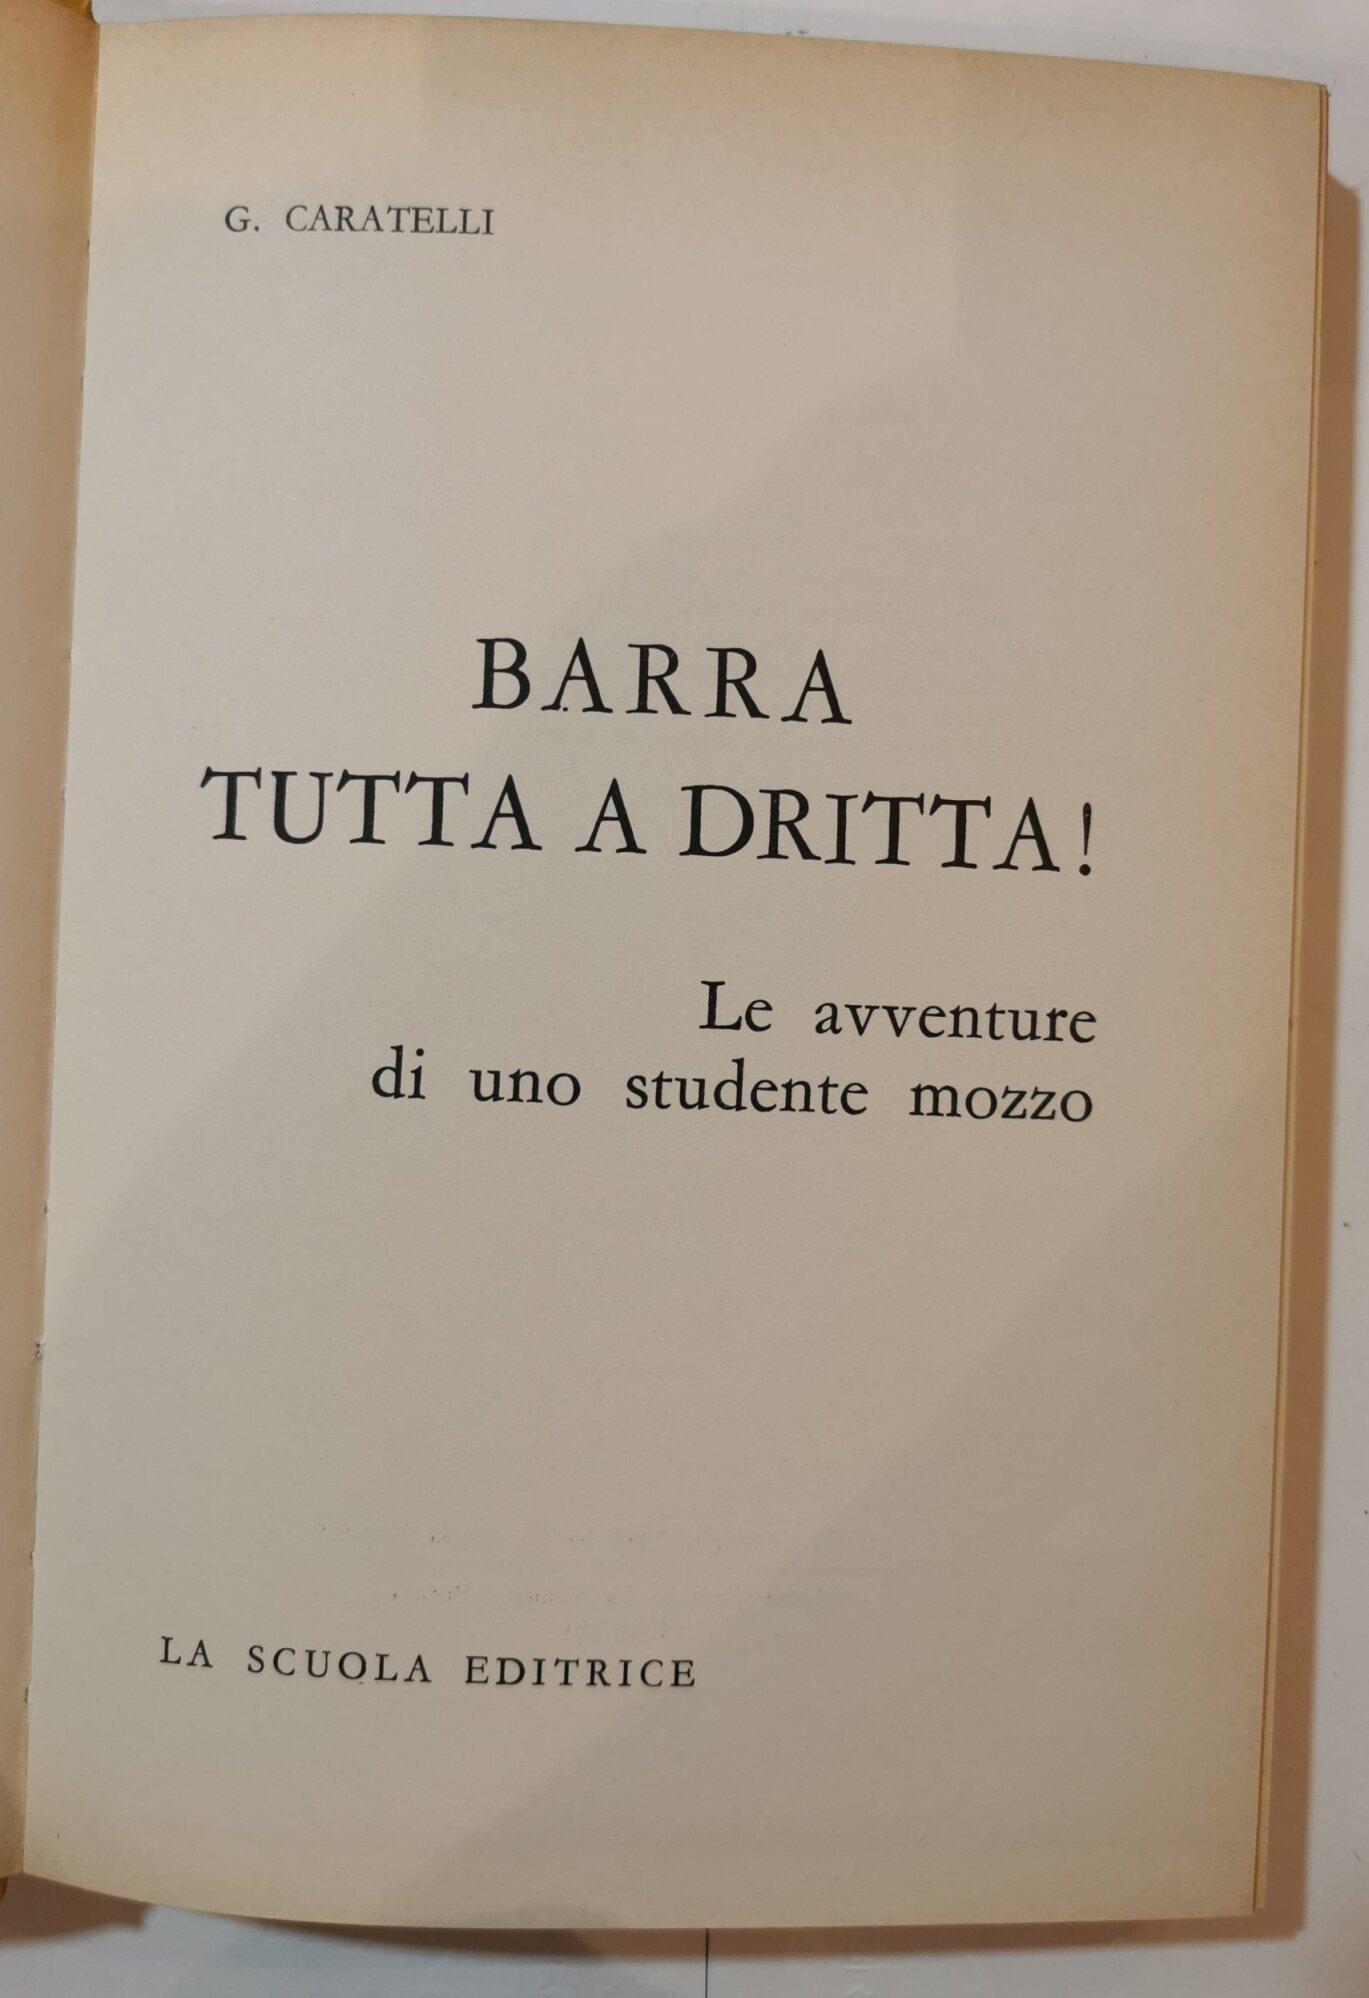 G. CARATELLI
BARRA
TUTTA A DRITTA!
Le avventure
di uno studente mozzo
LA SCUOLA EDITRICE